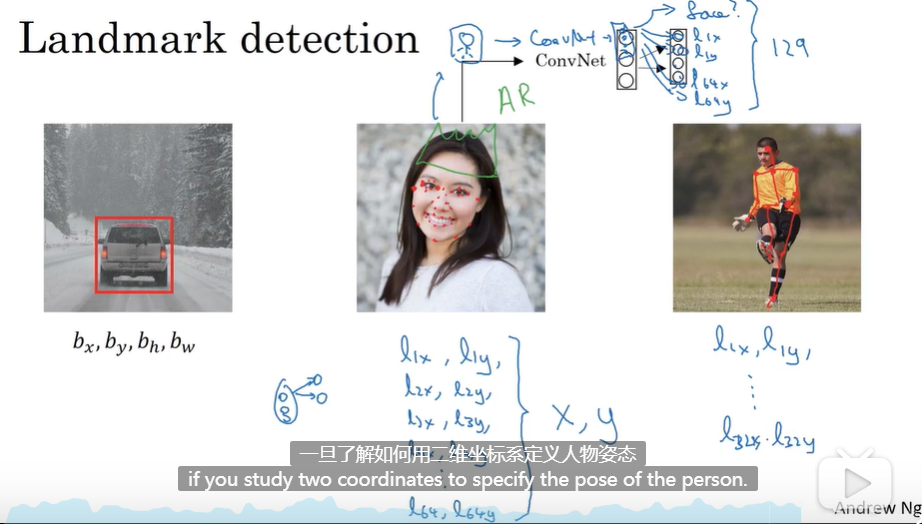 Landmark detection
→ ConvNet →
ConvNet
face?
l1x
l1y
l64x
l64y
129
AR
bx, by, bh, bw
l1x, l1y,
l2x, l2y,
l3y,
⋮
l64y
x, y
l1x, l1y,
⋮
l32x, l32y
一旦了解如何用二维坐标系定义人物姿态
if you study two coordinates to specify the pose of the person.
Andrew Ng